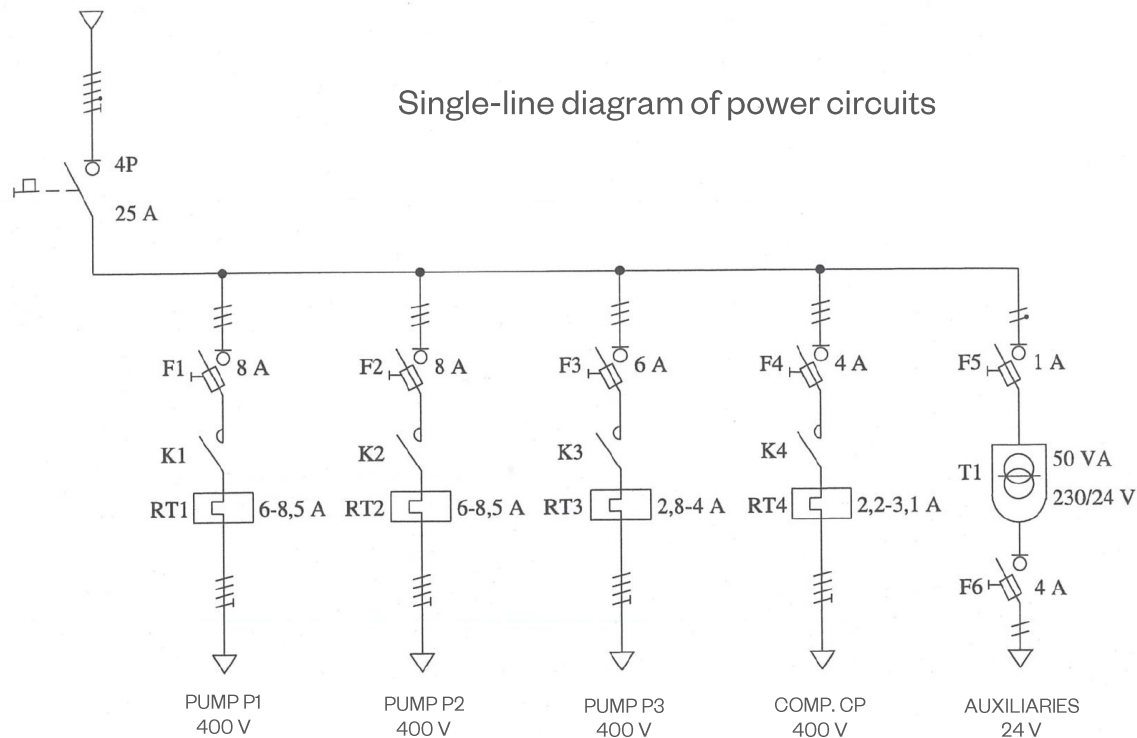 Single-line diagram of power circuits
4P
25 A
F1 8 A
F2 8 A
F3 6 A
F4 4 A
F5 1 A
K1
K2
K3
K4
T1
50 VA
230/24 V
RT1 6-8,5 A
RT2 6-8,5 A
RT3 2,8-4 A
RT4 2,2-3,1 A
F6 4 A
PUMP P1
400 V
PUMP P2
400 V
PUMP P3
400 V
COMP. CP
400 V
AUXILIARIES
24 V